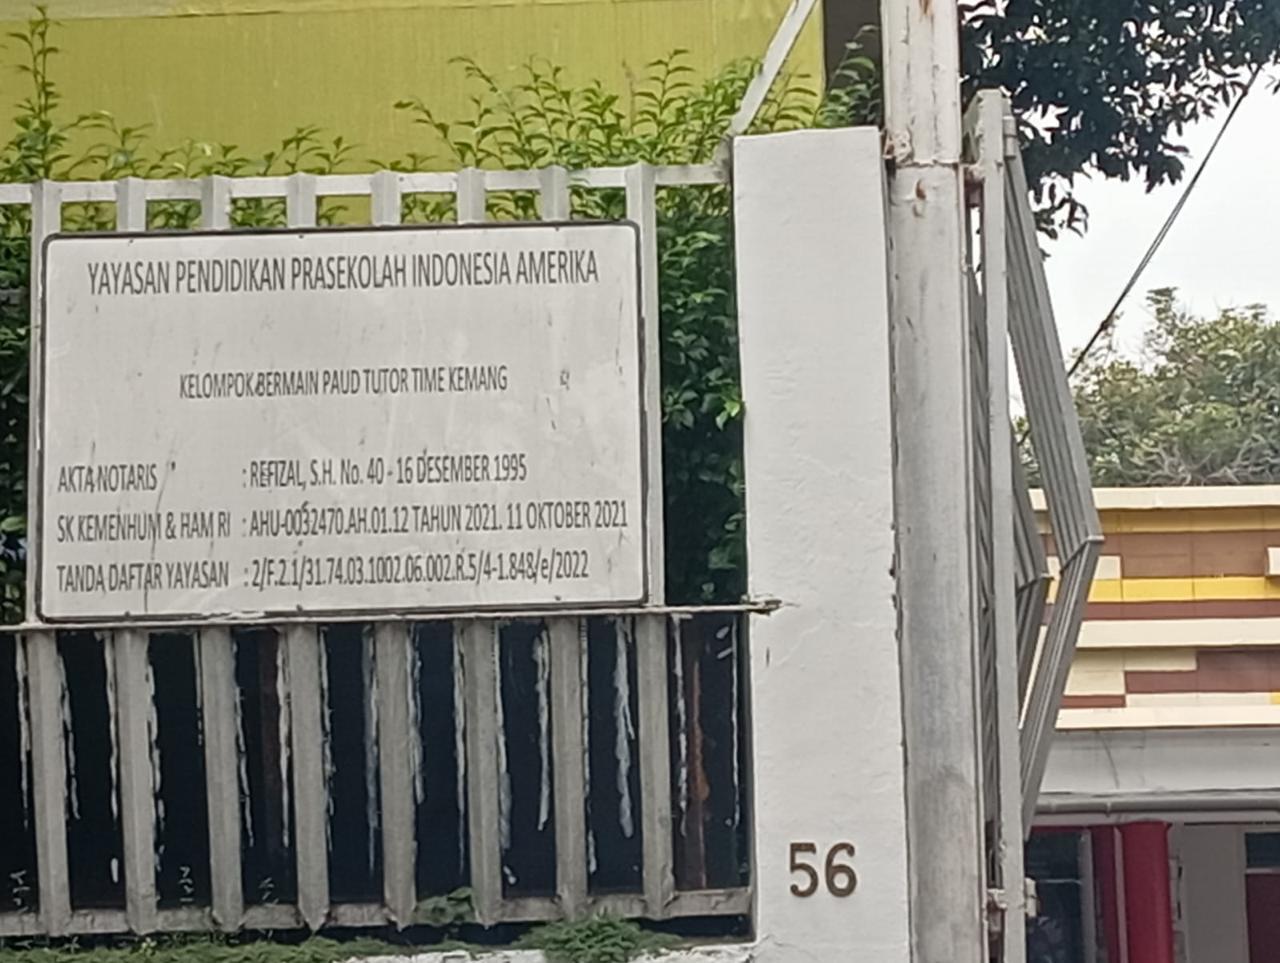 YAYASAN PENDIDIKAN PRASEKOLAH INDONESIA AMERIKA
KELOMPOK BERMAIN PAUD TUTOR TIME KEMANG
AKTA NOTARIS : REFIZAL, S.H. No. 40 - 16 DESEMBER 1995
SK KEMENHUM & HAM RI : AHU-0032470.AH.01.12 TAHUN 2021. 11 OKTOBER 2021
TANDA DAFTAR YAYASAN : 2/F.2.1/31.74.03.1002.06.002.R.5/4-1.848/e/2022
56